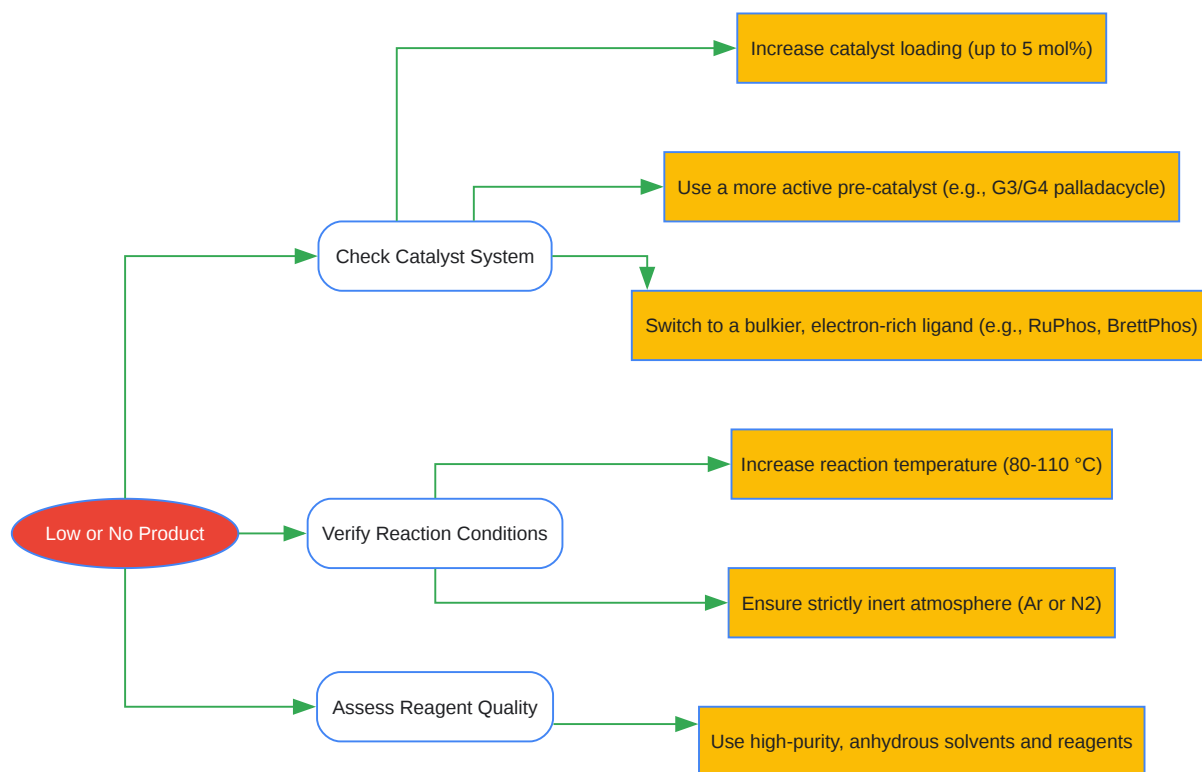 Increase catalyst loading (up to 5 mol%)
Use a more active pre-catalyst (e.g., G3/G4 palladacycle)
Check Catalyst System
Switch to a bulkier, electron-rich ligand (e.g., RuPhos, BrettPhos)
Increase reaction temperature (80-110 °C)
Low or No Product
Verify Reaction Conditions
Ensure strictly inert atmosphere (Ar or N2)
Assess Reagent Quality
Use high-purity, anhydrous solvents and reagents